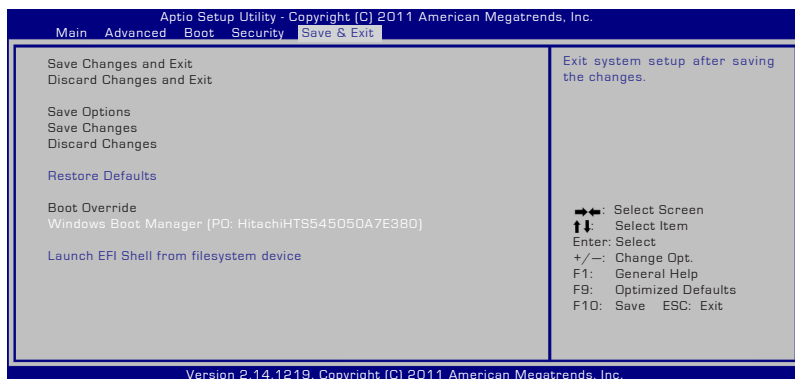 Aptio Setup Utility - Copyright (C) 2011 American Megatrends, Inc.
Main Advanced Boot Security Save & Exit
Save Changes and Exit
Discard Changes and Exit
Save Options
Save Changes
Discard Changes
Restore Defaults
Boot Override
Windows Boot Manager (PO: HitachiHTS545050A7E380)
Launch EFI Shell from filesystem device
Exit system setup after saving
the changes.
→←: Select Screen
↑↓: Select Item
Enter: Select
+/—: Change Opt.
F1: General Help
F9: Optimized Defaults
F10: Save ESC: Exit
Version 2.14.1219. Copyright (C) 2011 American Megatrends, Inc.